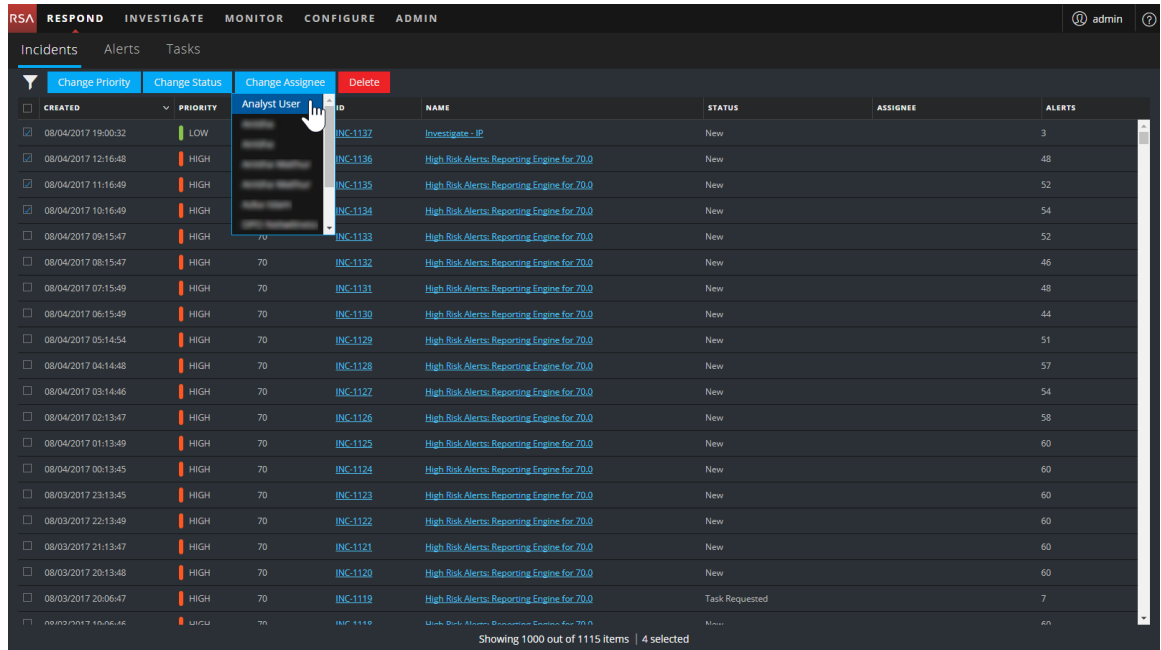 RSA RESPOND INVESTIGATE MONITOR CONFIGURE ADMIN admin ?
Incidents Alerts Tasks
Change Priority Change Status Change Assignee Delete
CREATED PRIORITY ID NAME STATUS ASSIGNEE ALERTS
Analyst User
08/04/2017 19:00:32 LOW INC-1137 Investigate - IP New 3
08/04/2017 12:16:48 HIGH INC-1136 High Risk Alerts: Reporting Engine for 70.0 New 48
08/04/2017 11:16:49 HIGH INC-1135 High Risk Alerts: Reporting Engine for 70.0 New 52
08/04/2017 10:16:49 HIGH INC-1134 High Risk Alerts: Reporting Engine for 70.0 New 54
08/04/2017 09:15:47 HIGH 70 INC-1133 High Risk Alerts: Reporting Engine for 70.0 New 52
08/04/2017 08:15:47 HIGH 70 INC-1132 High Risk Alerts: Reporting Engine for 70.0 New 46
08/04/2017 07:15:49 HIGH 70 INC-1131 High Risk Alerts: Reporting Engine for 70.0 New 48
08/04/2017 06:15:49 HIGH 70 INC-1130 High Risk Alerts: Reporting Engine for 70.0 New 44
08/04/2017 05:14:54 HIGH 70 INC-1129 High Risk Alerts: Reporting Engine for 70.0 New 51
08/04/2017 04:14:48 HIGH 70 INC-1128 High Risk Alerts: Reporting Engine for 70.0 New 57
08/04/2017 03:14:46 HIGH 70 INC-1127 High Risk Alerts: Reporting Engine for 70.0 New 54
08/04/2017 02:13:47 HIGH 70 INC-1126 High Risk Alerts: Reporting Engine for 70.0 New 58
08/04/2017 01:13:49 HIGH 70 INC-1125 High Risk Alerts: Reporting Engine for 70.0 New 60
08/04/2017 00:13:45 HIGH 70 INC-1124 High Risk Alerts: Reporting Engine for 70.0 New 60
08/03/2017 23:13:45 HIGH 70 INC-1123 High Risk Alerts: Reporting Engine for 70.0 New 60
08/03/2017 22:13:49 HIGH 70 INC-1122 High Risk Alerts: Reporting Engine for 70.0 New 60
08/03/2017 21:13:47 HIGH 70 INC-1121 High Risk Alerts: Reporting Engine for 70.0 New 60
08/03/2017 20:13:48 HIGH 70 INC-1120 High Risk Alerts: Reporting Engine for 70.0 New 60
08/03/2017 20:06:47 HIGH 70 INC-1119 High Risk Alerts: Reporting Engine for 70.0 Task Requested 7
08/03/2017 19:06:46 HIGH 70 INC-1118 High Risk Alerts: Reporting Engine for 70.0 New 60
Showing 1000 out of 1115 items | 4 selected